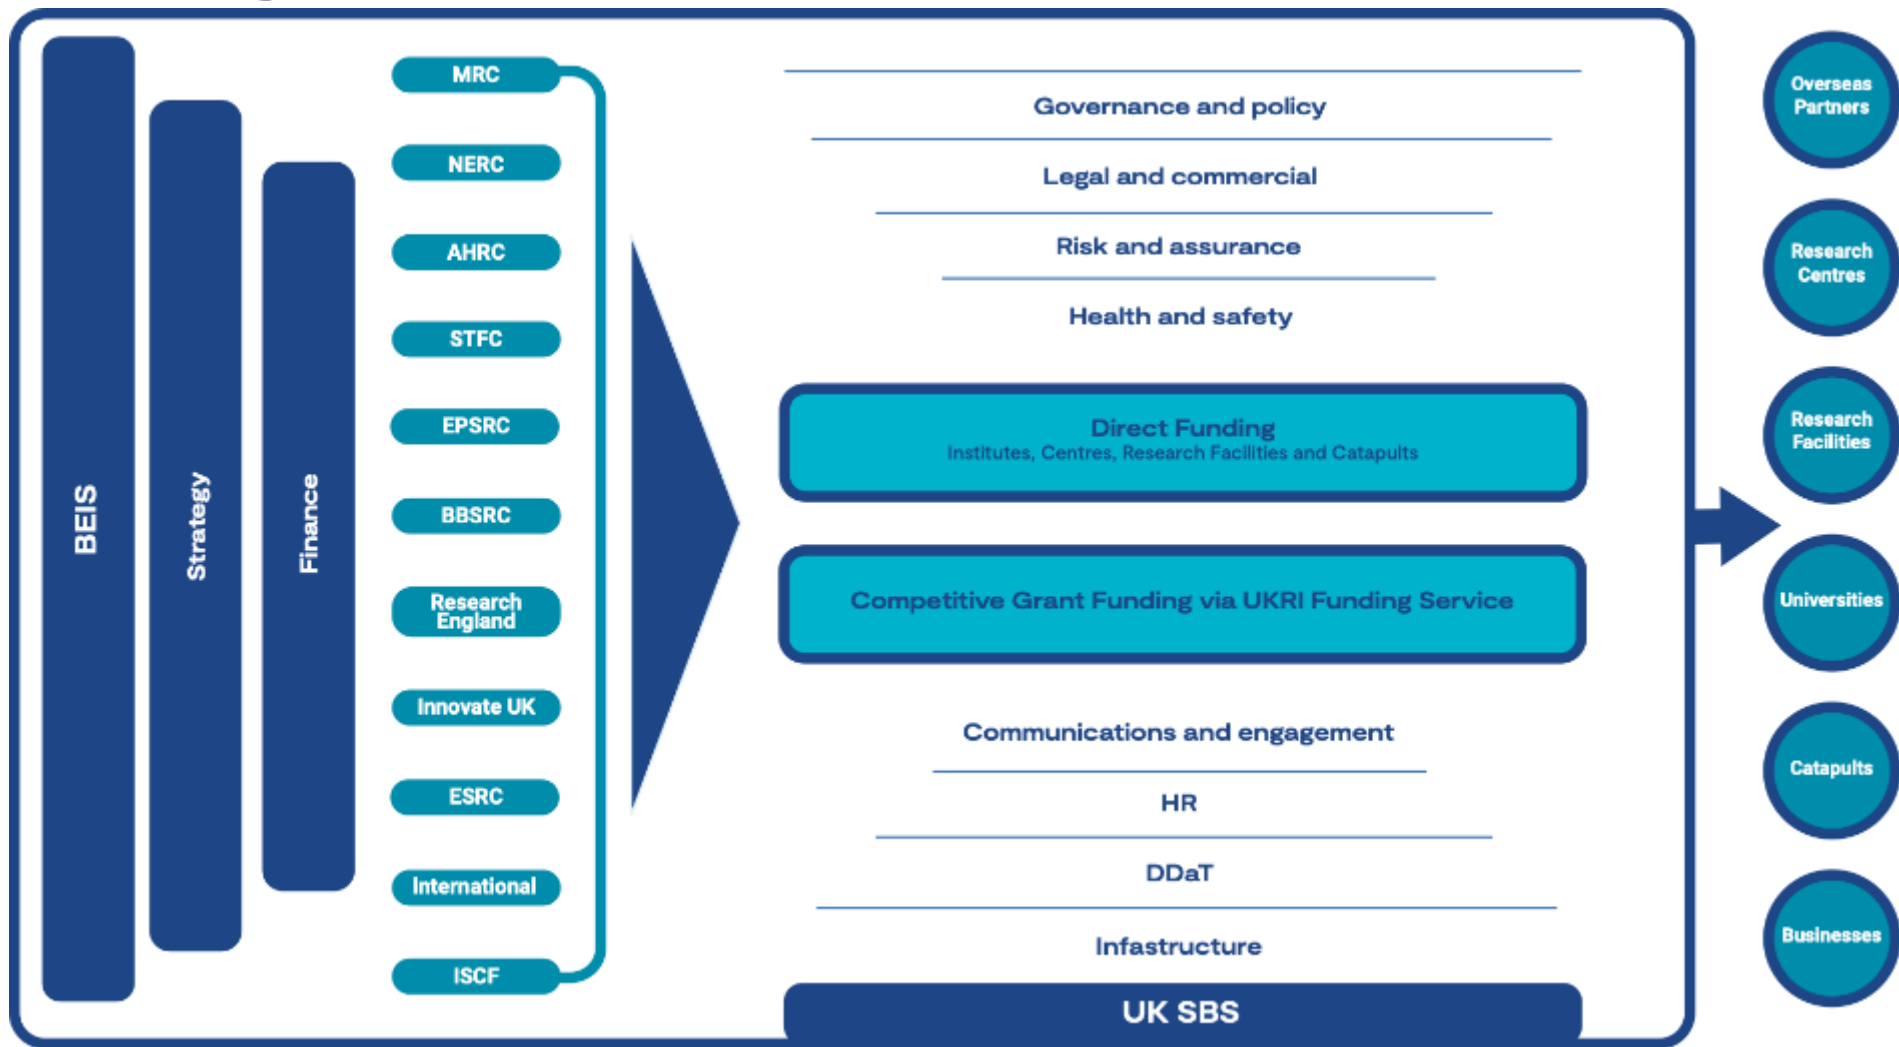 BEIS
Strategy
Finance
MRC
NERC
AHRC
STFC
EPSRC
BBSRC
Research
England
Innovate UK
ESRC
International
ISCF
Governance and policy
Legal and commercial
Risk and assurance
Health and safety
Direct Funding
Institutes, Centres, Research Facilities and Catapults
Competitive Grant Funding via UKRI Funding Service
Communications and engagement
HR
DDaT
Infastructure
UK SBS
Overseas
Partners
Research
Centres
Research
Facilities
Universities
Catapults
Businesses